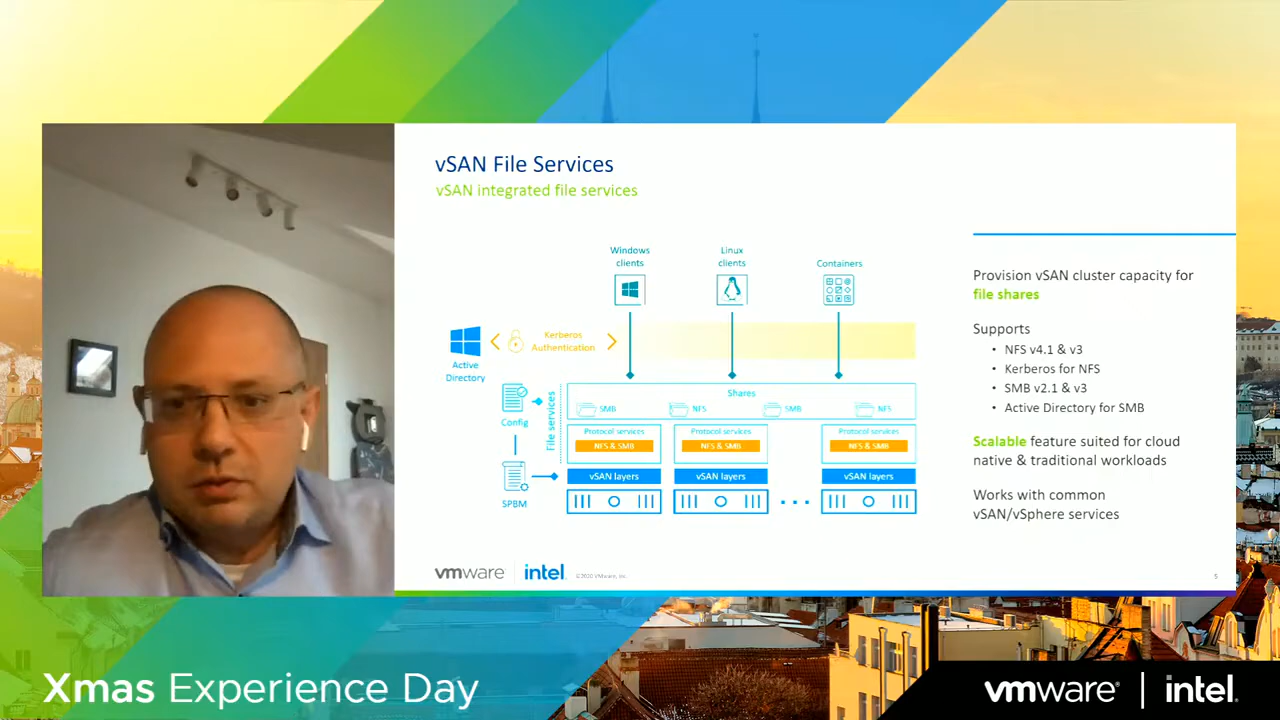 vSAN File Services
vSAN integrated file services
Windows
clients
Linux
clients
Containers
Kerberos
Authentication
Active
Directory
Config
SPBM
File services
Shares
SMB
NFS
SMB
NFS
Protocol services
NFS & SMB
Protocol services
NFS & SMB
Protocol services
NFS & SMB
vSAN layers
vSAN layers
vSAN layers
Provision vSAN cluster capacity for
file shares
Supports
• NFS v4.1 & v3
• Kerberos for NFS
• SMB v2.1 & v3
• Active Directory for SMB
Scalable feature suited for cloud
native & traditional workloads
Works with common
vSAN/vSphere services
vmware
intel.
©2020 VMware, Inc.
5
Xmas Experience Day
vmware®
intel.